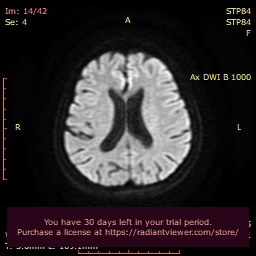 Im: 14/42
Se: 4
STP84
STP84
F
A
Ax DWI B 1000
R
L
You have 30 days left in your trial period.
Purchase a license at https://radiantviewer.com/store/